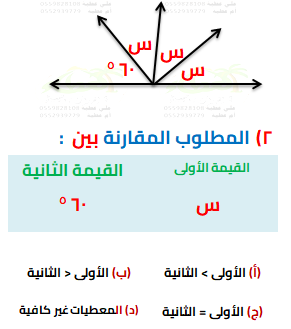 س
س
س
٦٠ °
٢) المطلوب المقارنة بين :
القيمة الأولى القيمة الثانية
س ٦٠ °
(أ) الأولى > الثانية (ب) الأولى < الثانية
(ج) الأولى = الثانية (د) المعطيات غير كافية